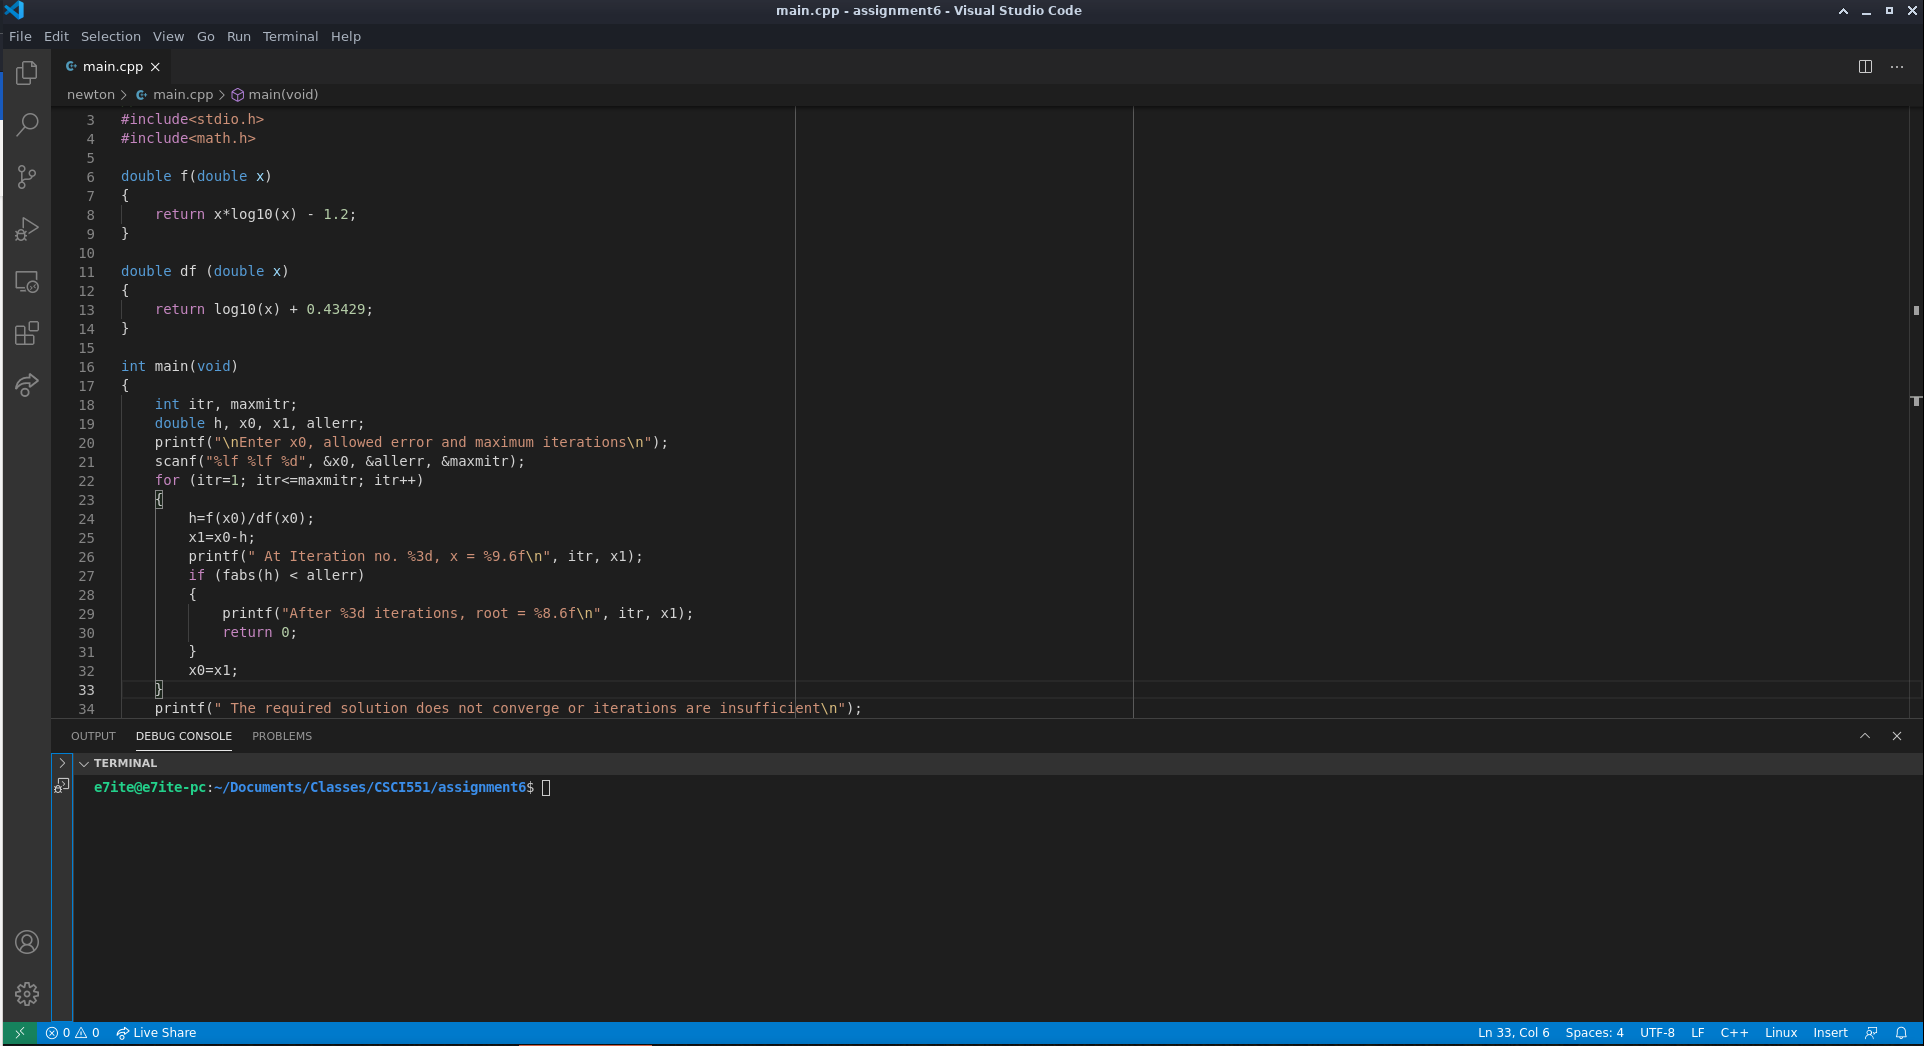 main.cpp - assignment6 - Visual Studio Code
File Edit Selection View Go Run Terminal Help
main.cpp
newton > main.cpp > main(void)
3 #include<stdio.h>
4 #include<math.h>
5
6 double f(double x)
7 {
8     return x*log10(x) - 1.2;
9 }
10
11 double df (double x)
12 {
13     return log10(x) + 0.43429;
14 }
15
16 int main(void)
17 {
18     int itr, maxmitr;
19     double h, x0, x1, allerr;
20     printf("\nEnter x0, allowed error and maximum iterations\n");
21     scanf("%lf %lf %d", &x0, &allerr, &maxmitr);
22     for (itr=1; itr<=maxmitr; itr++)
23     {
24         h=f(x0)/df(x0);
25         x1=x0-h;
26         printf(" At Iteration no. %3d, x = %9.6f\n", itr, x1);
27         if (fabs(h) < allerr)
28         {
29             printf("After %3d iterations, root = %8.6f\n", itr, x1);
30             return 0;
31         }
32         x0=x1;
33     }
34     printf(" The required solution does not converge or iterations are insufficient\n");
OUTPUT DEBUG CONSOLE PROBLEMS
TERMINAL
e7ite@e7ite-pc:~/Documents/Classes/CSCI551/assignment6$
0 0 Live Share Ln 33, Col 6 Spaces: 4 UTF-8 LF C++ Linux Insert